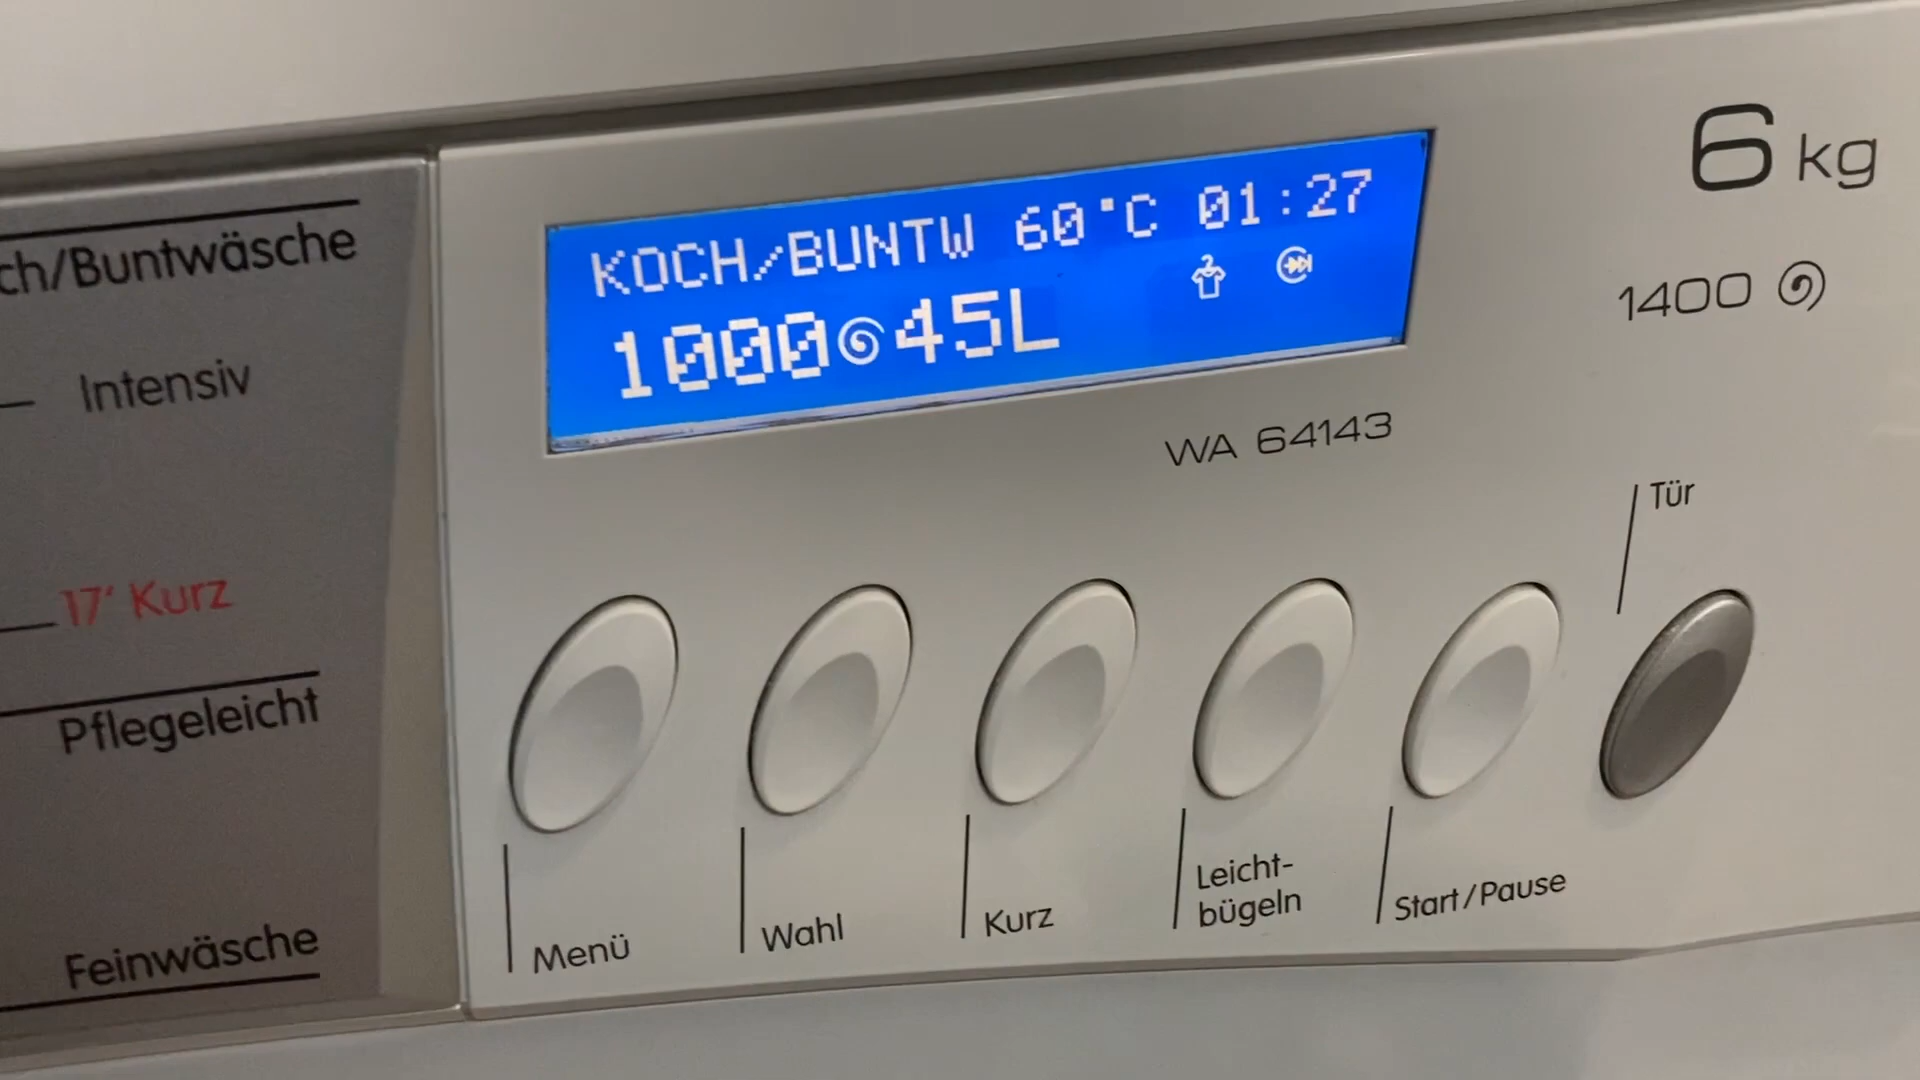 ch/Buntwäsche
Intensiv
17' Kurz
Pflegeleicht
Feinwäsche
KOCH/BUNTW 60°C 01:27
1000 45L
WA 64143
6 kg
1400
Tür
Menü
Wahl
Kurz
Leicht-
bügeln
Start/Pause